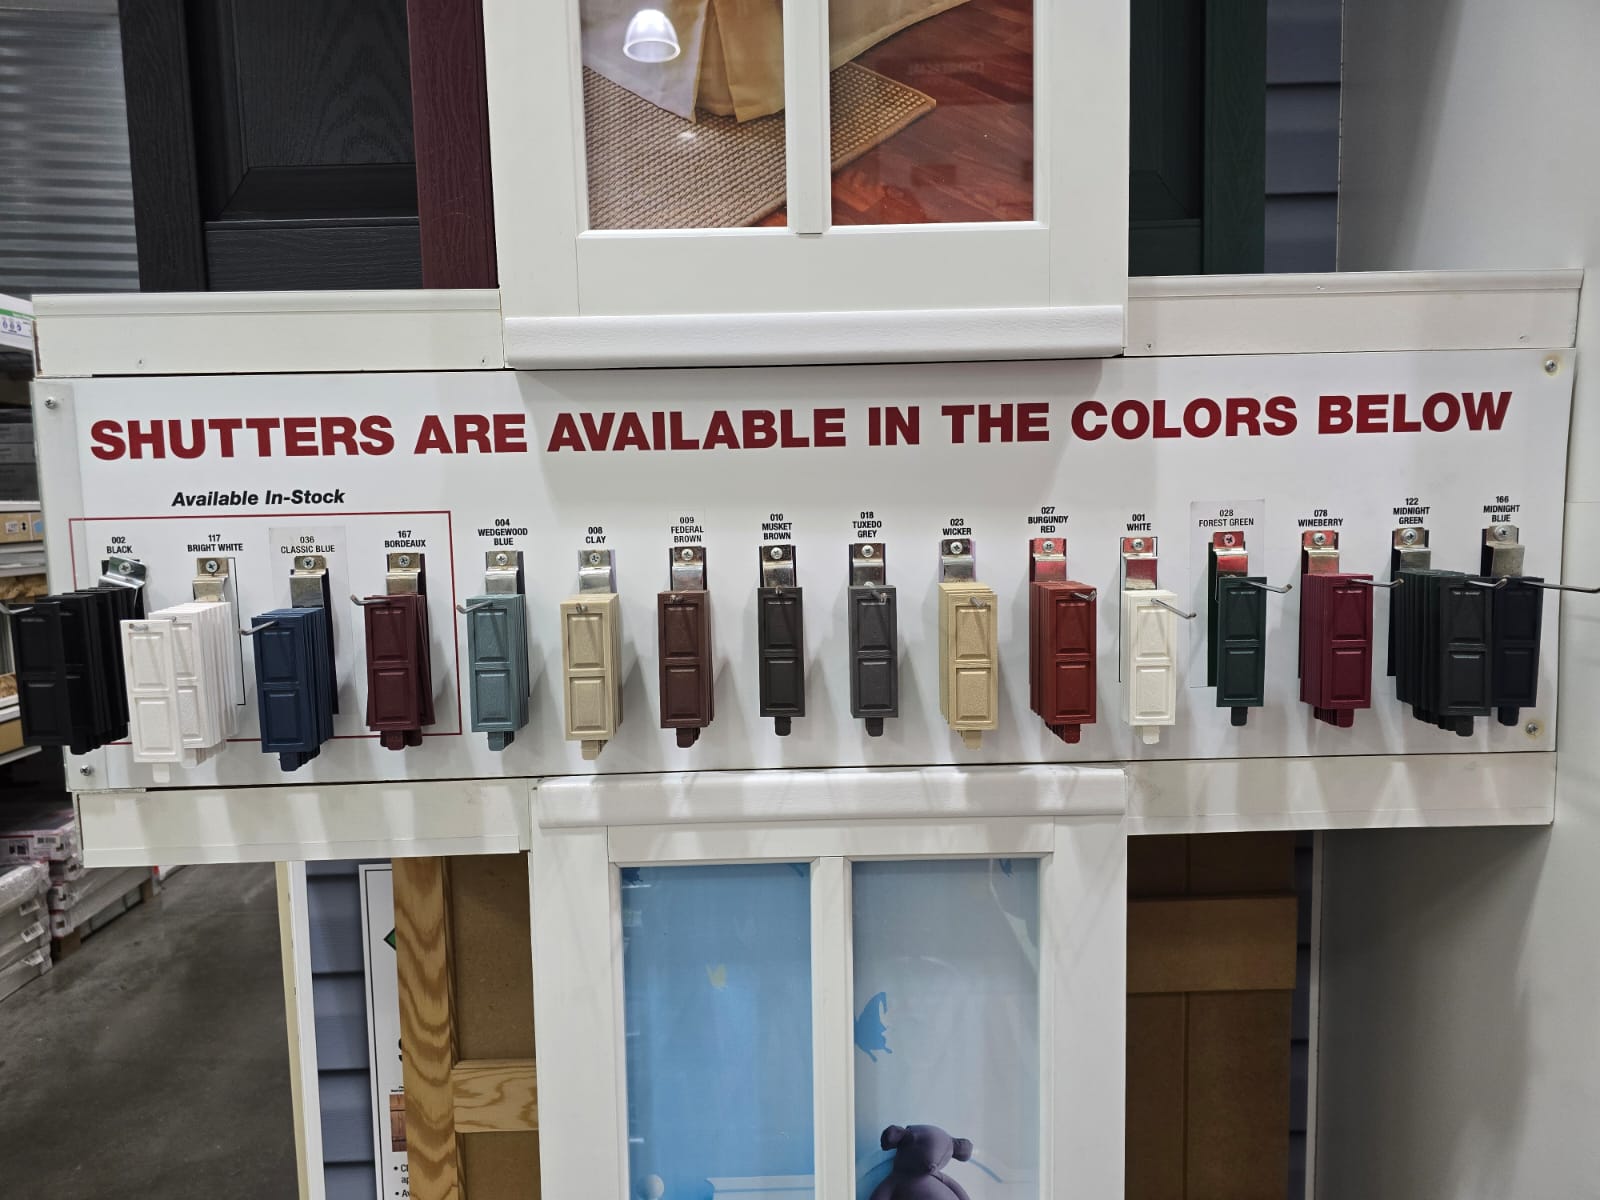 SHUTTERS ARE AVAILABLE IN THE COLORS BELOW
Available In-Stock
002
BLACK
117
BRIGHT WHITE
036
CLASSIC BLUE
167
BORDEAUX
004
WEDGEWOOD
BLUE
008
CLAY
009
FEDERAL
BROWN
010
MUSKET
BROWN
018
TUXEDO
GREY
023
WICKER
027
BURGUNDY
RED
001
WHITE
028
FOREST GREEN
078
WINEBERRY
122
MIDNIGHT
GREEN
166
MIDNIGHT
BLUE